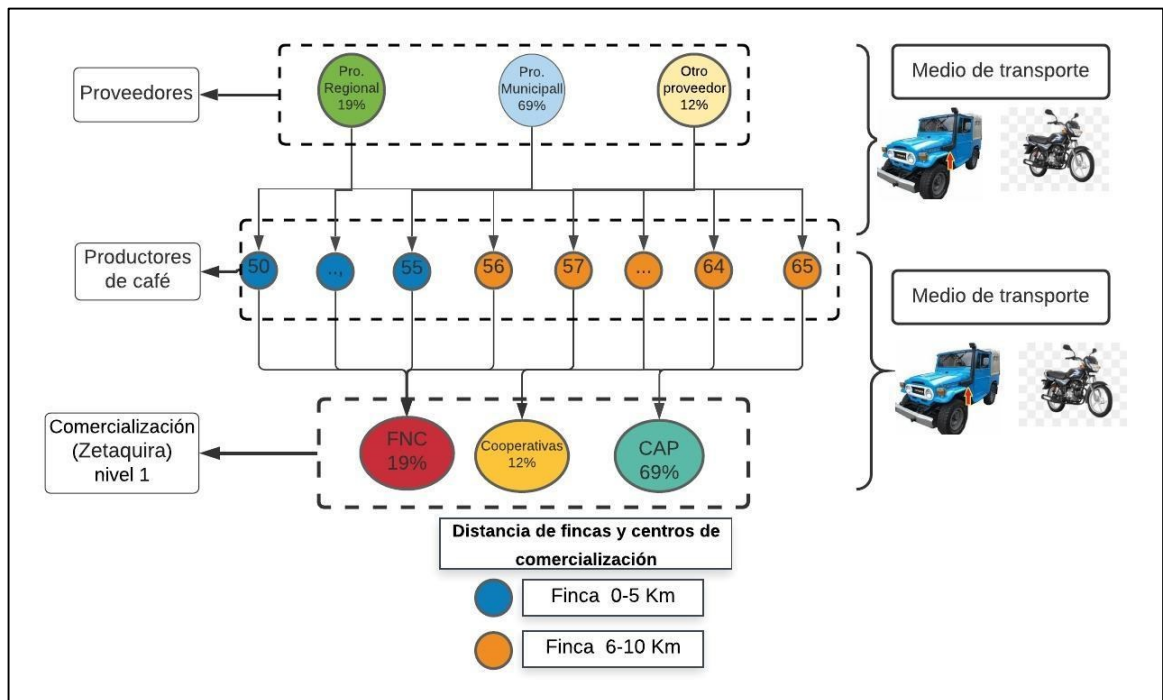 Proveedores
Pro.
Regional
19%
Pro.
Municipall
69%
Otro
proveedor
12%
Medio de transporte
Productores
de café
50
..,
55
56
57
...
64
65
Medio de transporte
Comercialización
(Zetaquira)
nivel 1
FNC
19%
Cooperativas
12%
CAP
69%
Distancia de fincas y centros de
comercialización
Finca 0-5 Km
Finca 6-10 Km